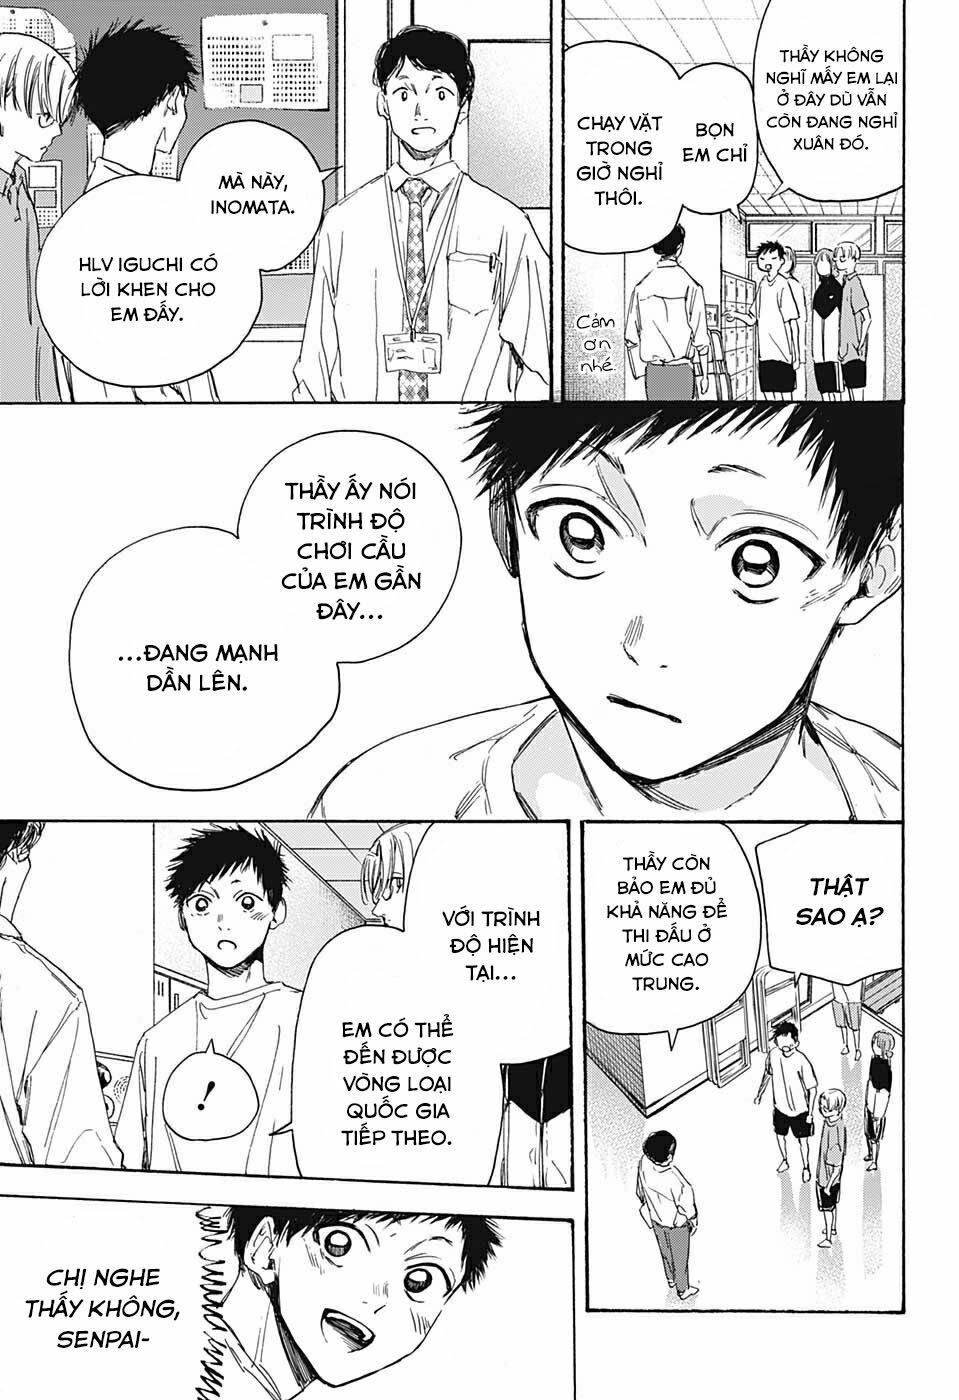 THẦY KHÔNG
NGHĨ MẤY EM LẠI
Ở ĐÂY DÙ VẪN
CÒN ĐANG NGHỈ
XUÂN ĐÓ.
BỌN
EM CHỈ
CHẠY VẶT
TRONG
GIỜ NGHỈ
THÔI.
Cảm
ơn
nhé.
MÀ NÀY,
INOMATA.
HLV IGUCHI CÓ
LỜI KHEN CHO
EM ĐẤY.
THẦY ẤY NÓI
TRÌNH ĐỘ
CHƠI CẦU
CỦA EM GẦN
ĐÂY...
...ĐANG MẠNH
DẦN LÊN.
THẬT
SAO Ạ?
THẦY CÒN
BẢO EM ĐỦ
KHẢ NĂNG ĐỂ
THI ĐẤU Ở
MỨC CAO
TRUNG.
VỚI TRÌNH
ĐỘ HIỆN
TẠI...
EM CÓ THỂ
ĐẾN ĐƯỢC
VÒNG LOẠI
QUỐC GIA
TIẾP THEO.
!
CHỊ NGHE
THẤY KHÔNG,
SENPAI-